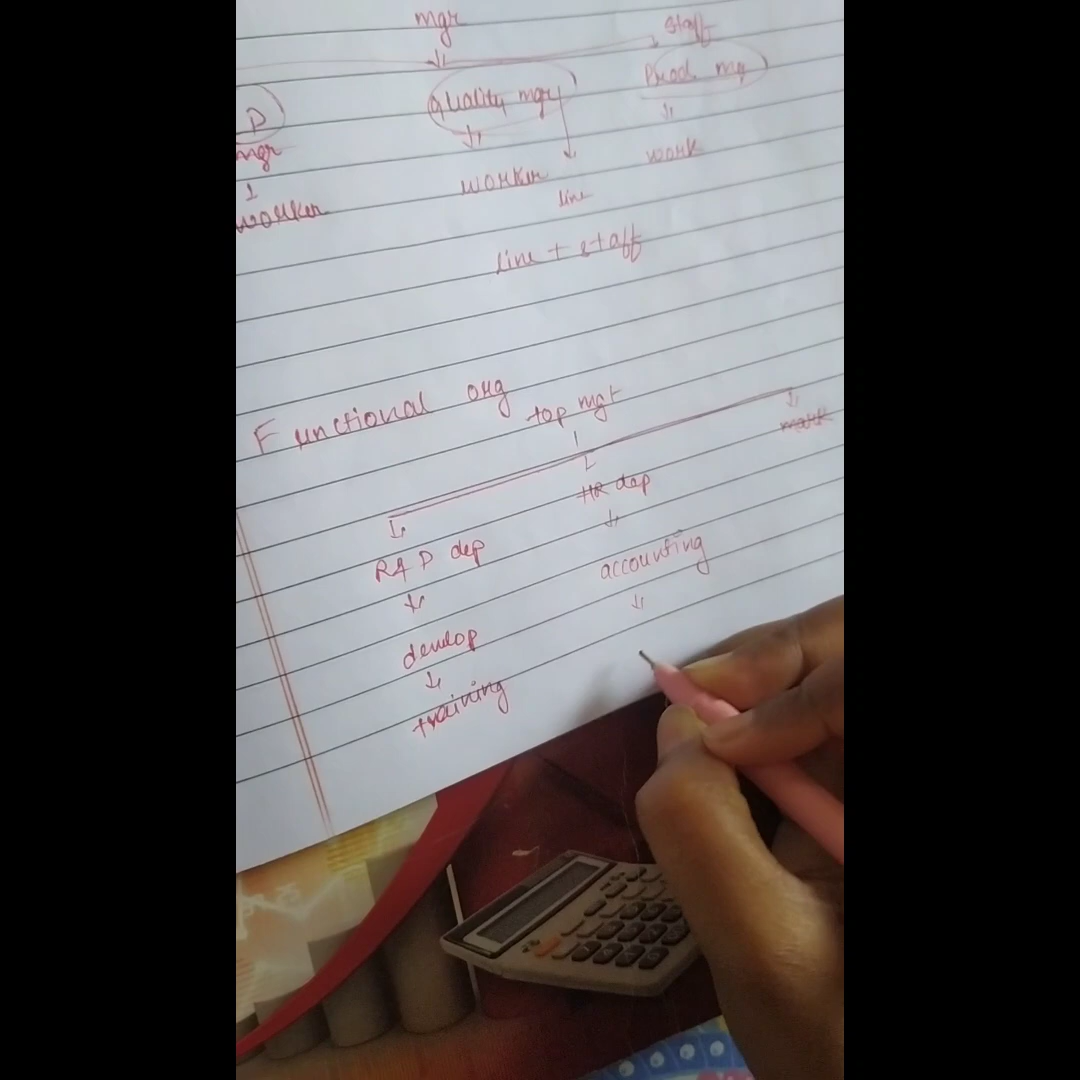 mgr staff
quality mgr Prod mg
D
mgr
worker work
worker
line
line + staff
Functional org
top mgt
mark
HR dep
R&D dep
accounting
develop
training